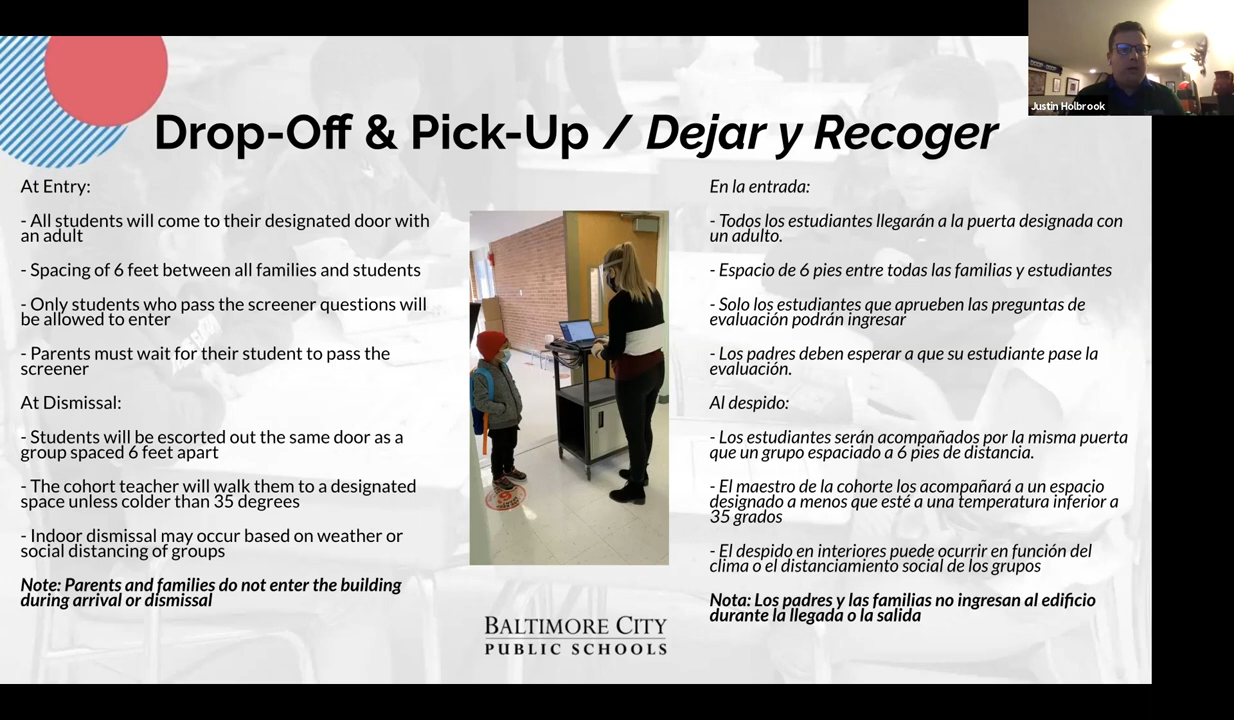 Justin Holbrook
Drop-Off & Pick-Up / Dejar y Recoger
At Entry:
- All students will come to their designated door with
an adult
- Spacing of 6 feet between all families and students
- Only students who pass the screener questions will
be allowed to enter
- Parents must wait for their student to pass the
screener
At Dismissal:
- Students will be escorted out the same door as a
group spaced 6 feet apart
- The cohort teacher will walk them to a designated
space unless colder than 35 degrees
- Indoor dismissal may occur based on weather or
social distancing of groups
Note: Parents and families do not enter the building
during arrival or dismissal
En la entrada:
- Todos los estudiantes llegarán a la puerta designada con
un adulto.
- Espacio de 6 pies entre todas las familias y estudiantes
- Solo los estudiantes que aprueben las preguntas de
evaluación podrán ingresar
- Los padres deben esperar a que su estudiante pase la
evaluación.
Al despido:
- Los estudiantes serán acompañados por la misma puerta
que un grupo espaciado a 6 pies de distancia.
- El maestro de la cohorte los acompañará a un espacio
designado a menos que esté a una temperatura inferior a
35 grados
- El despido en interiores puede ocurrir en función del
clima o el distanciamiento social de los grupos
Nota: Los padres y las familias no ingresan al edificio
durante la llegada o la salida
BALTIMORE CITY
PUBLIC SCHOOLS